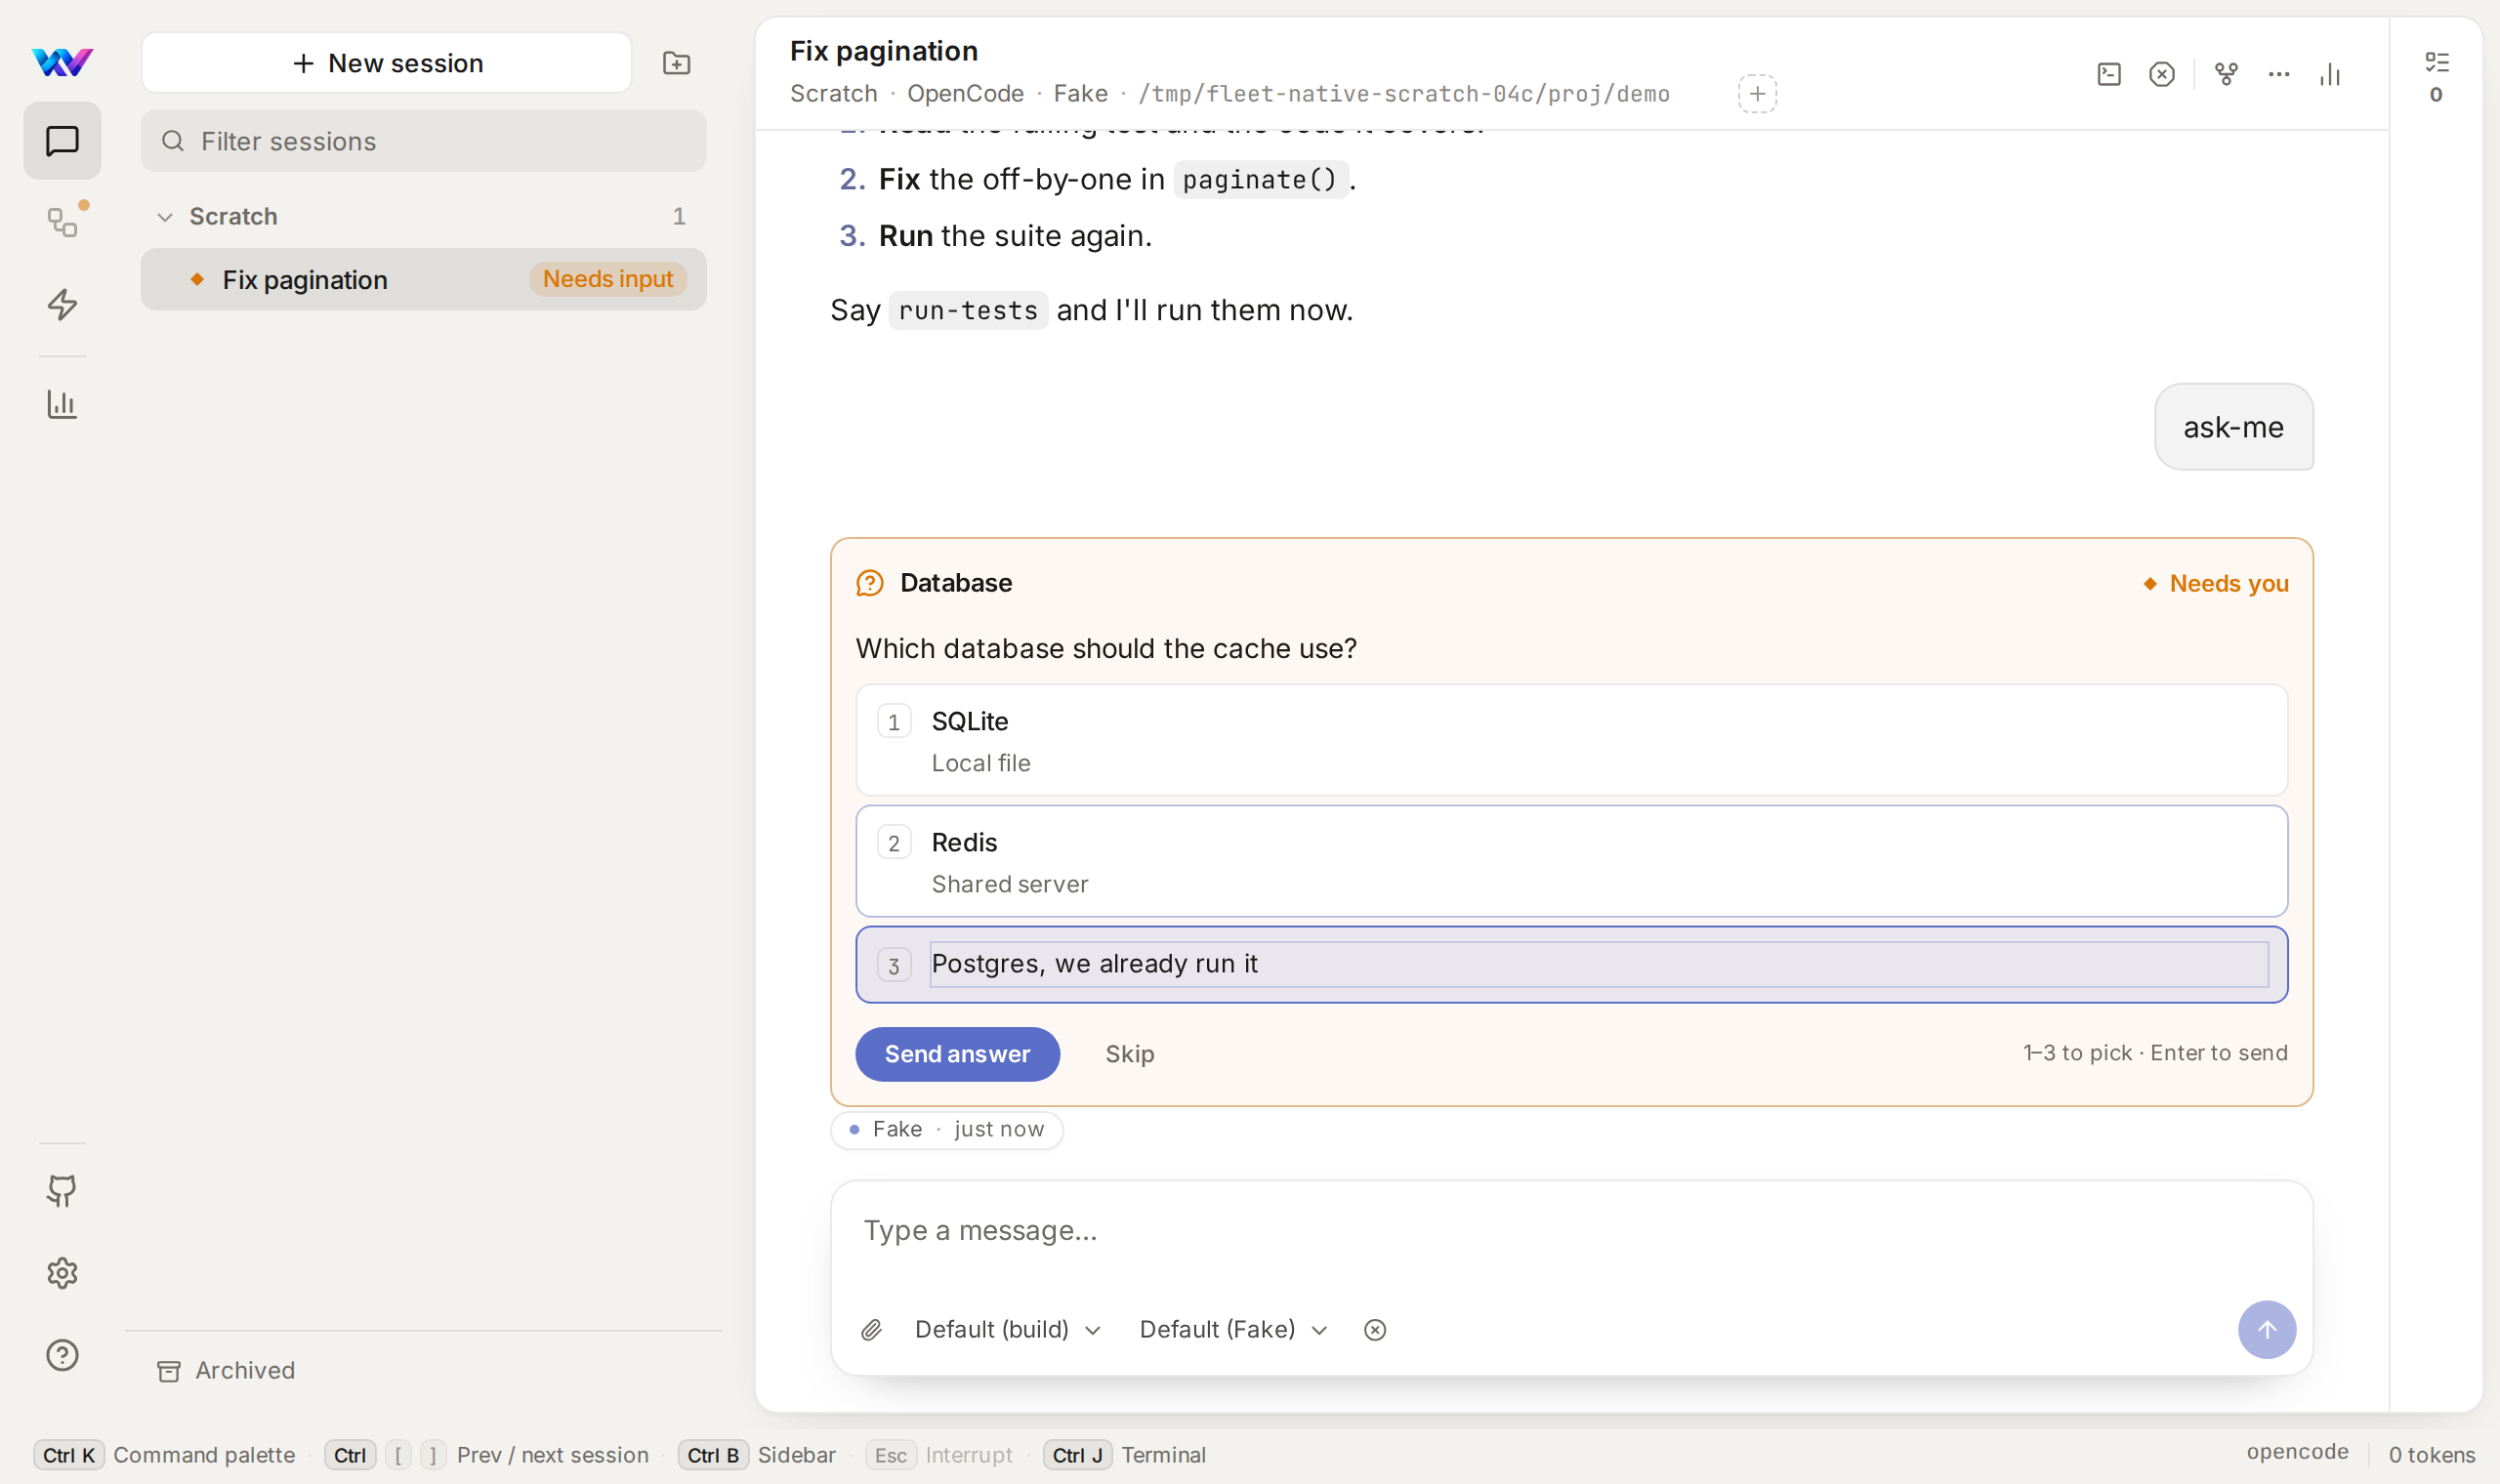 New session
Filter sessions
Scratch 1
Fix pagination Needs input
Archived
Fix pagination
Scratch · OpenCode · Fake · /tmp/fleet-native-scratch-04c/proj/demo
0
2. Fix the off-by-one in paginate().
3. Run the suite again.
Say run-tests and I'll run them now.
ask-me
Database Needs you
Which database should the cache use?
1 SQLite
Local file
2 Redis
Shared server
3 Postgres, we already run it
Send answer Skip 1–3 to pick · Enter to send
Fake · just now
Type a message...
Default (build) Default (Fake)
Ctrl K Command palette · Ctrl [ ] Prev / next session · Ctrl B Sidebar · Esc Interrupt · Ctrl J Terminal opencode 0 tokens